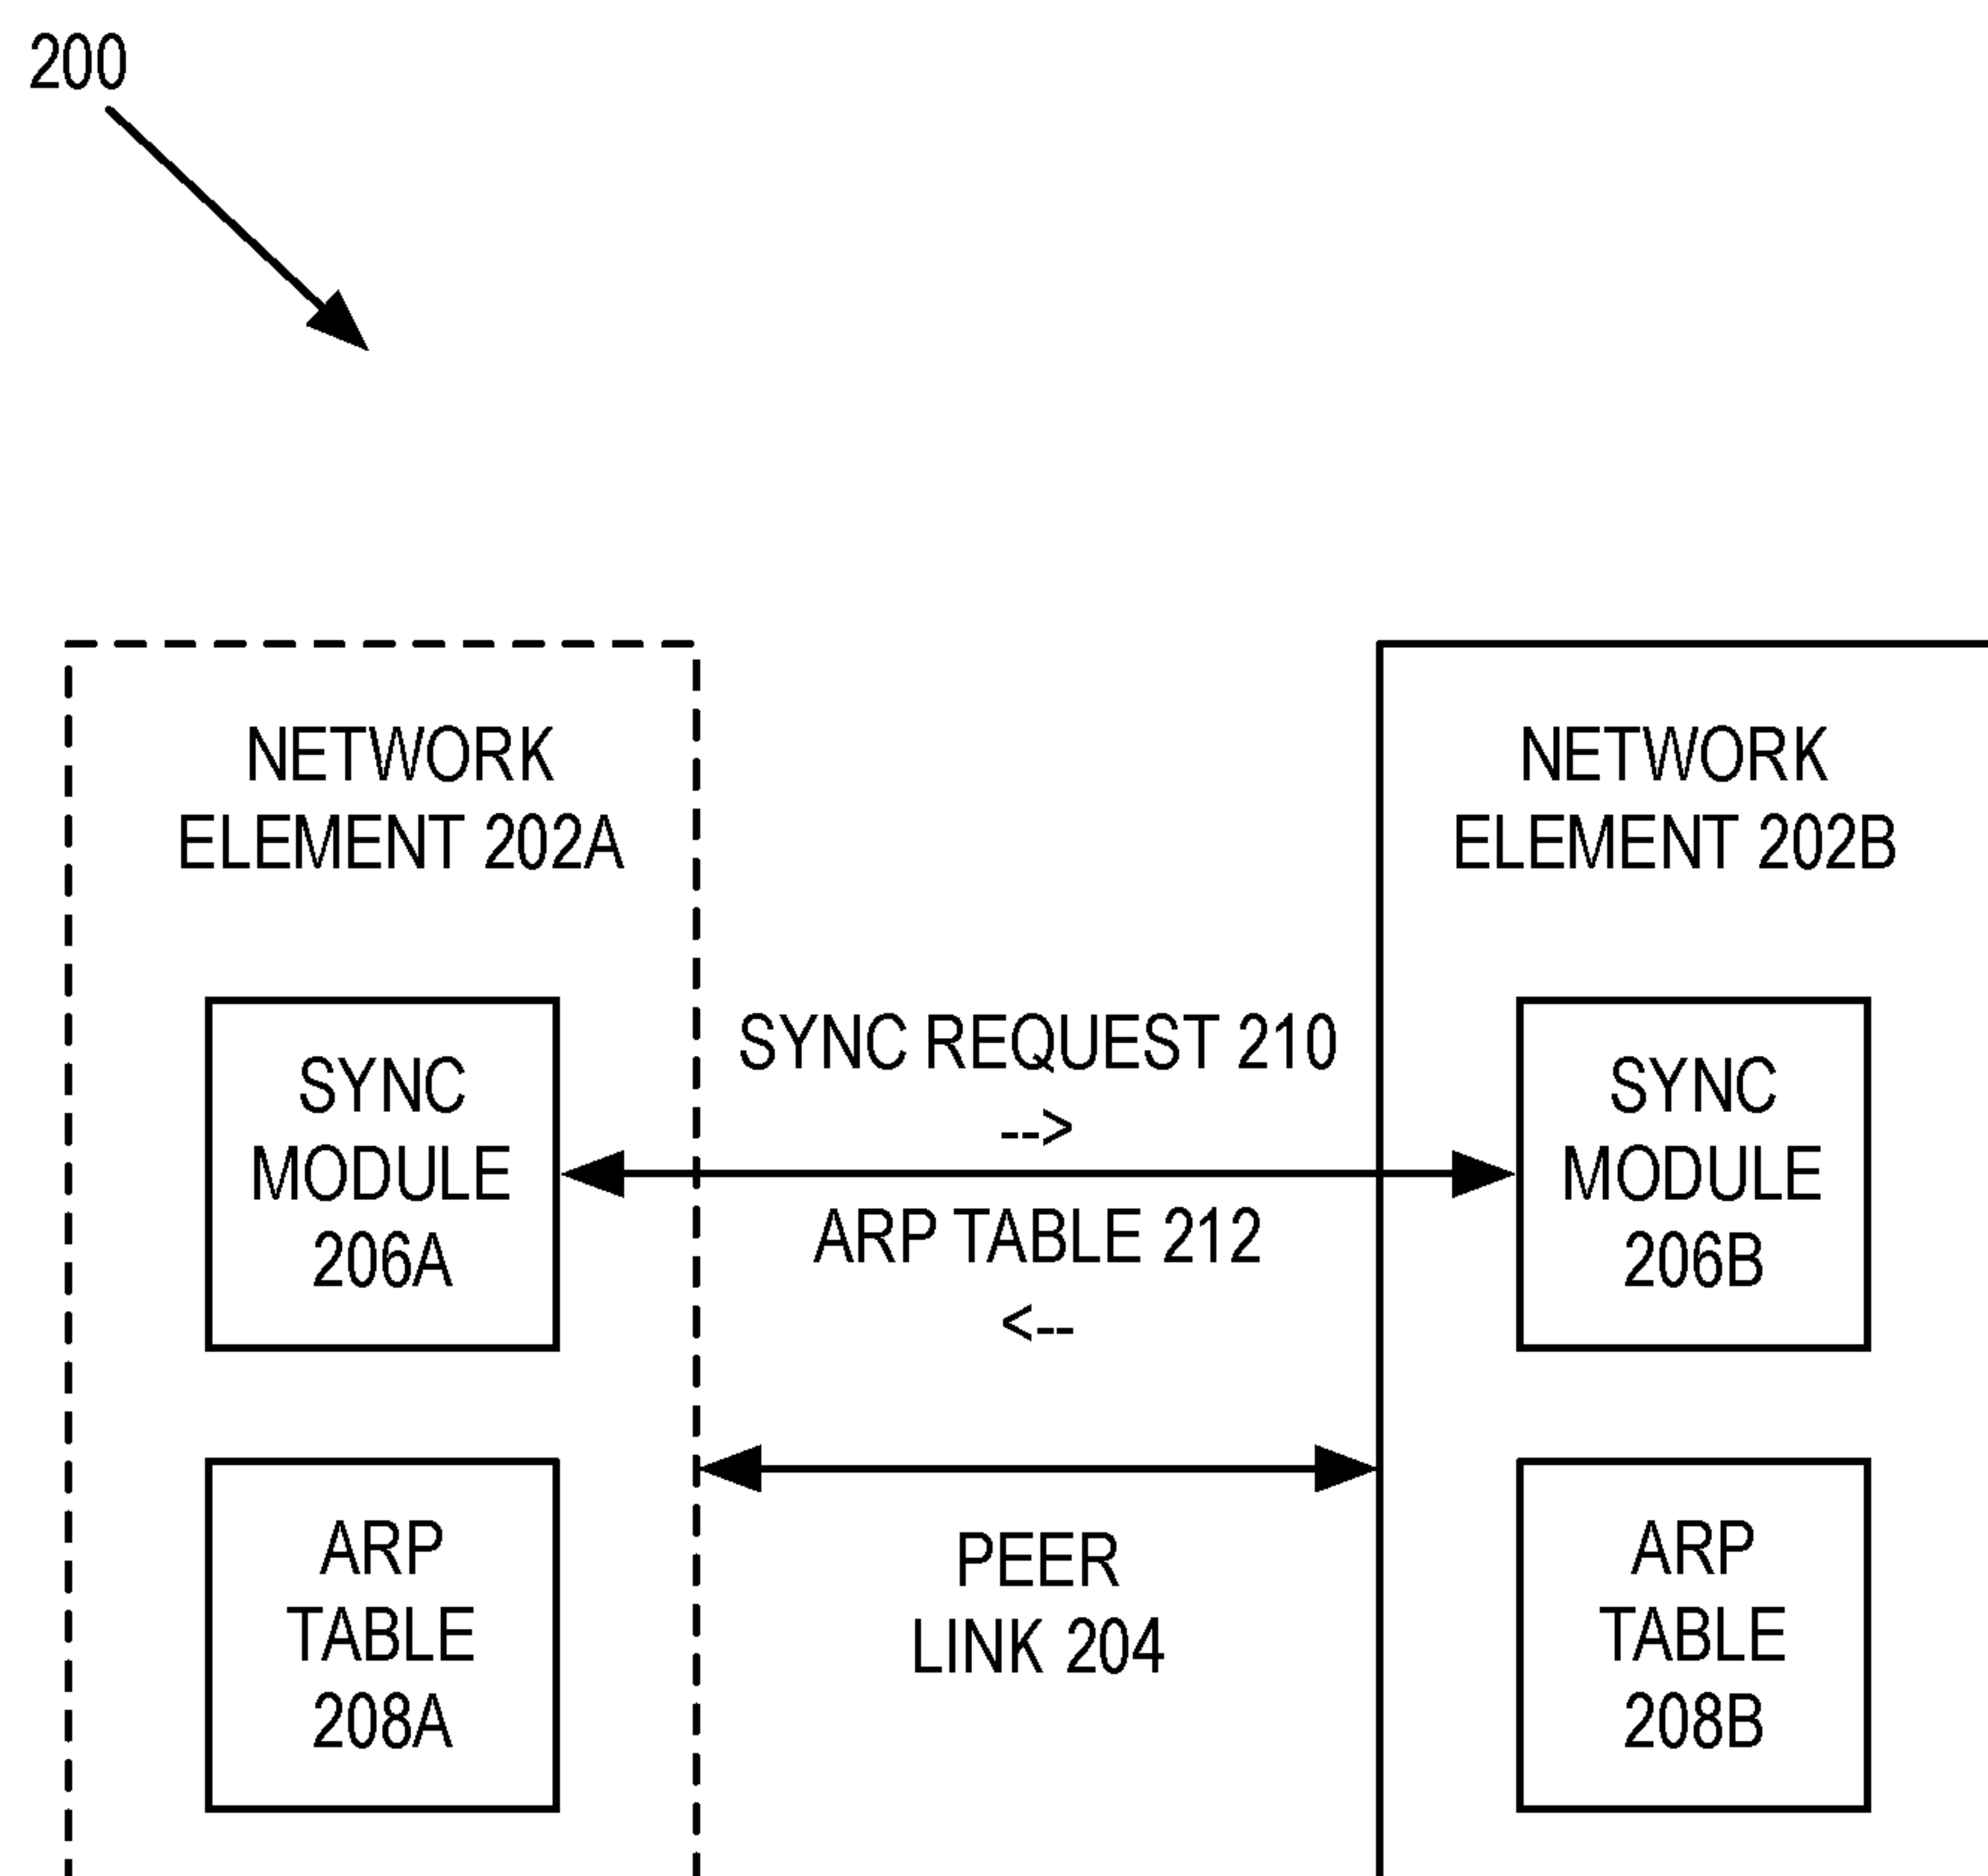 200
NETWORK
ELEMENT 202A
NETWORK
ELEMENT 202B
SYNC
MODULE
206A
SYNC REQUEST 210
-->
ARP TABLE 212
<--
SYNC
MODULE
206B
ARP
TABLE
208A
PEER
LINK 204
ARP
TABLE
208B